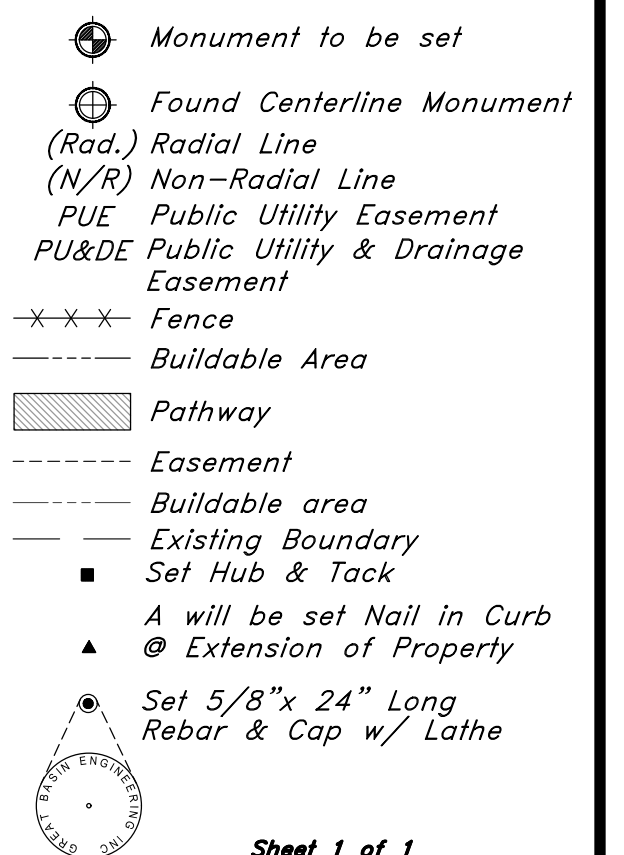 Monument to be set
Found Centerline Monument
(Rad.) Radial Line
(N/R) Non-Radial Line
PUE Public Utility Easement
PU&DE Public Utility & Drainage
Easement
Fence
Buildable Area
Pathway
Easement
Buildable area
Existing Boundary
Set Hub & Tack
A will be set Nail in Curb
@ Extension of Property
Set 5/8"x 24" Long
Rebar & Cap w/ Lathe
GREAT BASIN ENGINEERING INC
Sheet 1 of 1